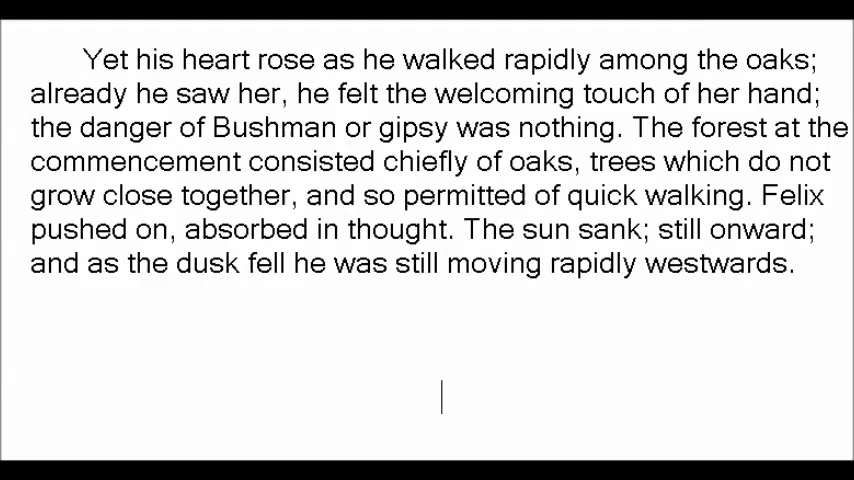 Yet his heart rose as he walked rapidly among the oaks;
already he saw her, he felt the welcoming touch of her hand;
the danger of Bushman or gipsy was nothing. The forest at the
commencement consisted chiefly of oaks, trees which do not
grow close together, and so permitted of quick walking. Felix
pushed on, absorbed in thought. The sun sank; still onward;
and as the dusk fell he was still moving rapidly westwards.